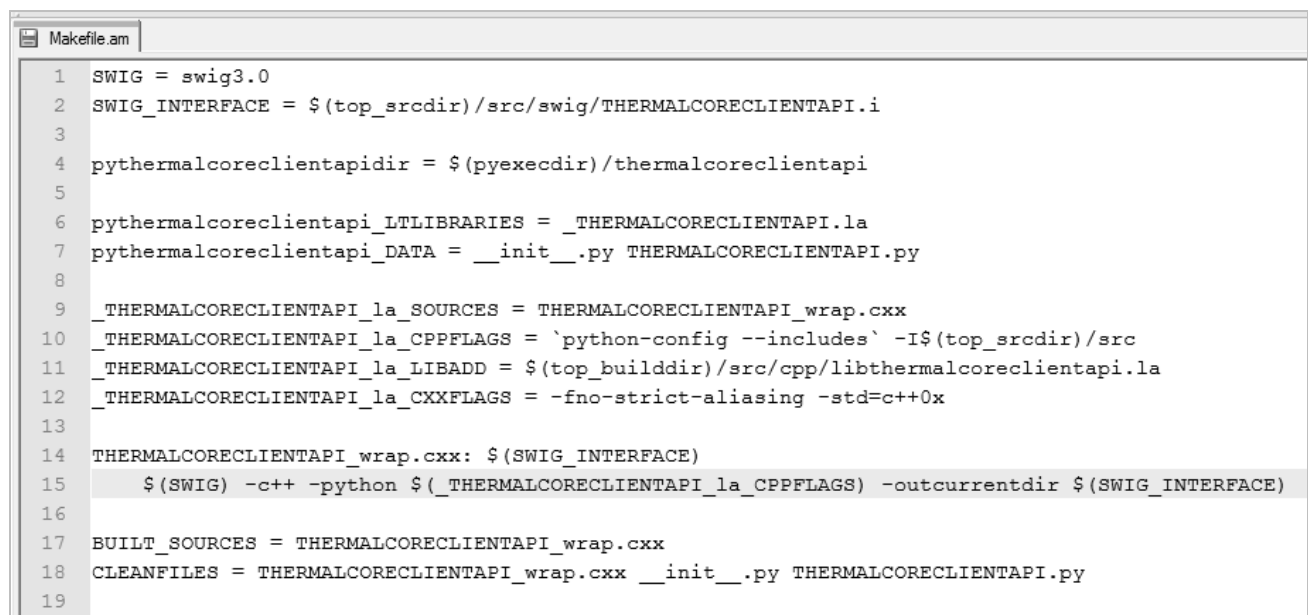 Makefile.am
1 SWIG = swig3.0
2 SWIG_INTERFACE = $(top_srcdir)/src/swig/THERMALCORECLIENTAPI.i
3
4 pythermalcoreclientapidir = $(pyexecdir)/thermalcoreclientapi
5
6 pythermalcoreclientapi_LTLIBRARIES = _THERMALCORECLIENTAPI.la
7 pythermalcoreclientapi_DATA = __init__.py THERMALCORECLIENTAPI.py
8
9 _THERMALCORECLIENTAPI_la_SOURCES = THERMALCORECLIENTAPI_wrap.cxx
10 _THERMALCORECLIENTAPI_la_CPPFLAGS = `python-config --includes` -I$(top_srcdir)/src
11 _THERMALCORECLIENTAPI_la_LIBADD = $(top_builddir)/src/cpp/libthermalcoreclientapi.la
12 _THERMALCORECLIENTAPI_la_CXXFLAGS = -fno-strict-aliasing -std=c++0x
13
14 THERMALCORECLIENTAPI_wrap.cxx: $(SWIG_INTERFACE)
15     $(SWIG) -c++ -python $(_THERMALCORECLIENTAPI_la_CPPFLAGS) -outcurrentdir $(SWIG_INTERFACE)
16
17 BUILT_SOURCES = THERMALCORECLIENTAPI_wrap.cxx
18 CLEANFILES = THERMALCORECLIENTAPI_wrap.cxx __init__.py THERMALCORECLIENTAPI.py
19